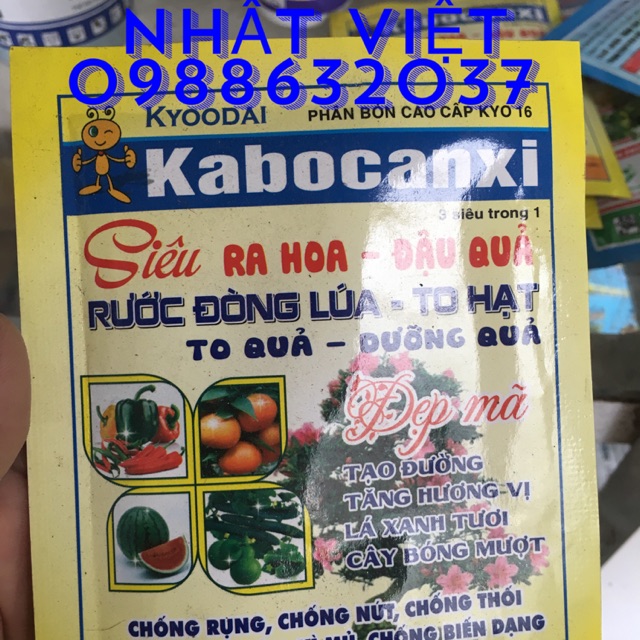 NHẤT VIỆT
0988632037
KYOODAI PHÂN BÓN CAO CẤP KYO 16
Kabocanxi
3 siêu trong 1
Siêu RA HOA - ĐẬU QUẢ
RƯỚC ĐÒNG LÚA - TO HẠT
TO QUẢ - DƯỠNG QUẢ
Đẹp mã
TẠO ĐƯỜNG
TĂNG HƯƠNG VỊ
LÁ XANH TƯƠI
CÂY BÓNG MƯỢT
CHỐNG RỤNG, CHỐNG NỨT, CHỐNG THỐI
CHỐNG BIẾN DẠNG